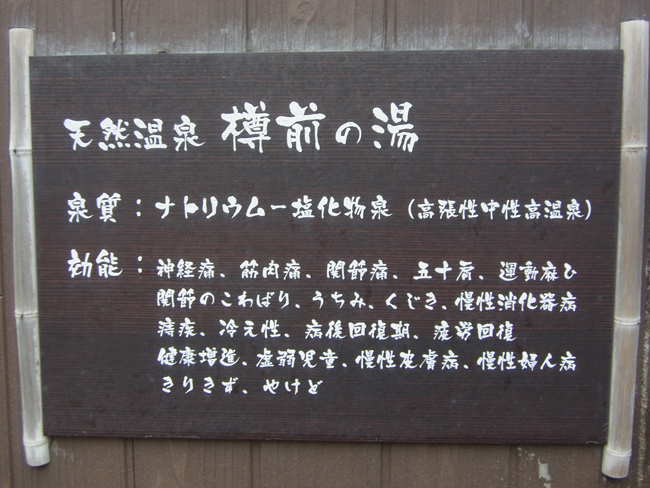 天然温泉 樽前の湯
泉質：ナトリウムー塩化物泉（高張性中性高温泉）
効能：神経痛、筋肉痛、関節痛、五十肩、運動麻ひ
関節のこわばり、うちみ、くじき、慢性消化器病
痔疾、冷え性、病後回復期、疲労回復
健康増進、虚弱児童、慢性皮膚病、慢性婦人病
きりきず、やけど